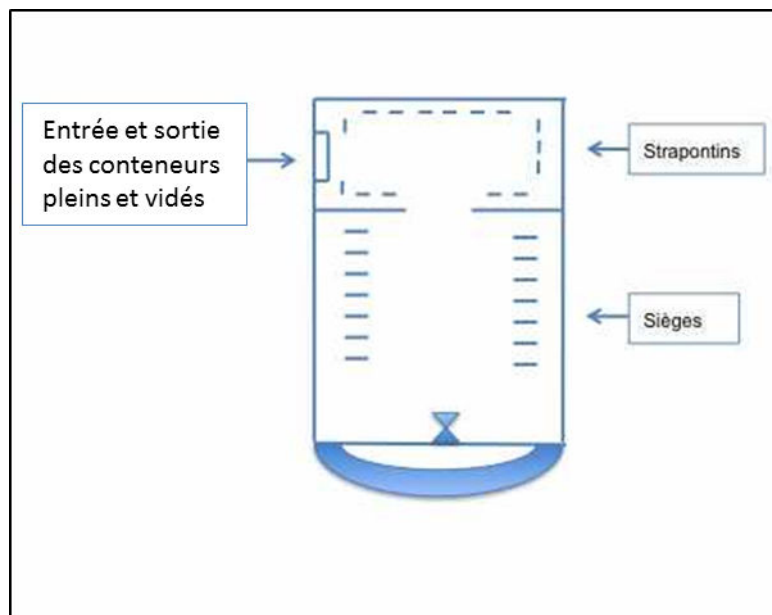 Entrée et sortie
des conteneurs
pleins et vidés
Strapontins
Sièges